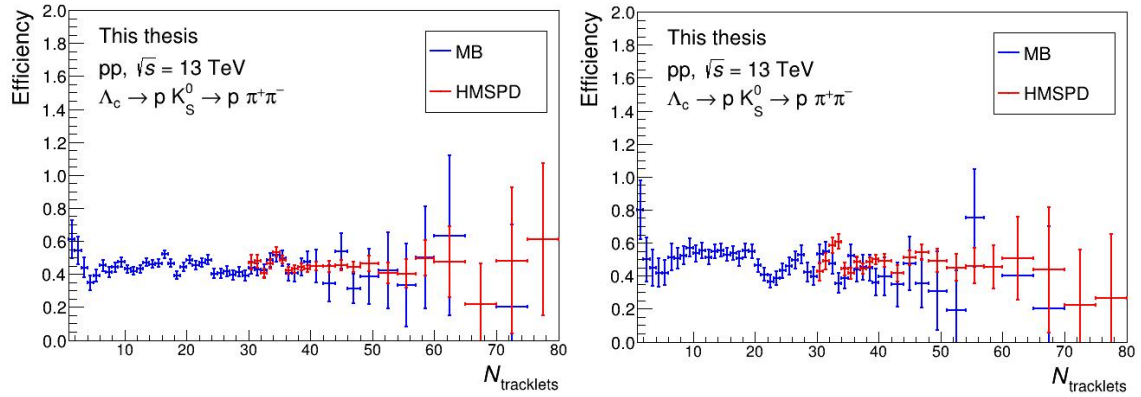 Efficiency
2.0
1.8
1.6
1.4
1.2
1.0
0.8
0.6
0.4
0.2
0.0
This thesis
pp, √s = 13 TeV
Λc → p K⁰S → p π⁺π⁻
MB
HMSPD
10 20 30 40 50 60 70 80
Ntracklets
Efficiency
2.0
1.8
1.6
1.4
1.2
1.0
0.8
0.6
0.4
0.2
0.0
This thesis
pp, √s = 13 TeV
Λc → p K⁰S → p π⁺π⁻
MB
HMSPD
10 20 30 40 50 60 70 80
Ntracklets